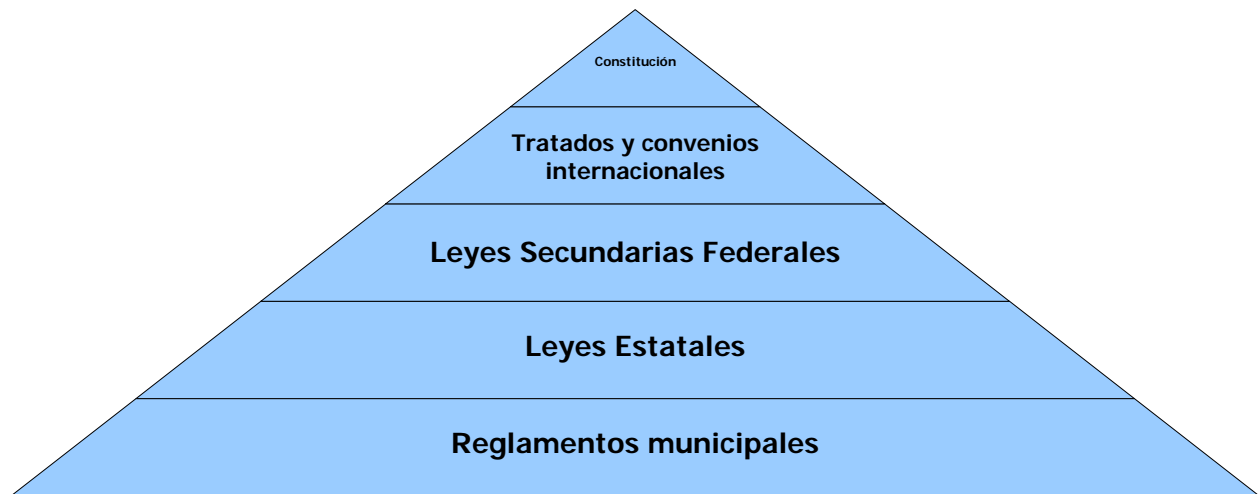 Constitución
Tratados y convenios
internacionales
Leyes Secundarias Federales
Leyes Estatales
Reglamentos municipales